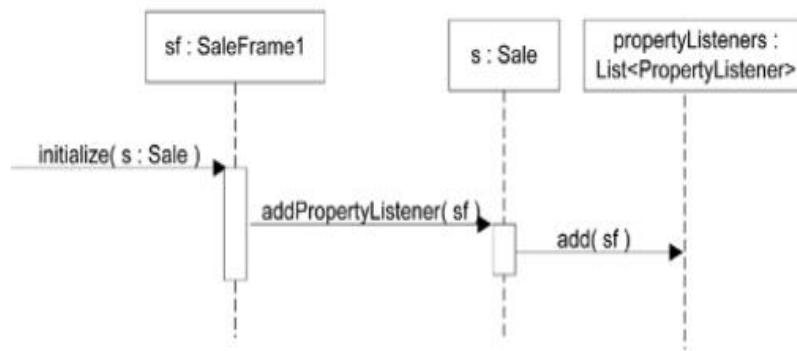 sf : SaleFrame1
s : Sale
propertyListeners :
List<PropertyListener>
initialize( s : Sale )
addPropertyListener( sf )
add( sf )